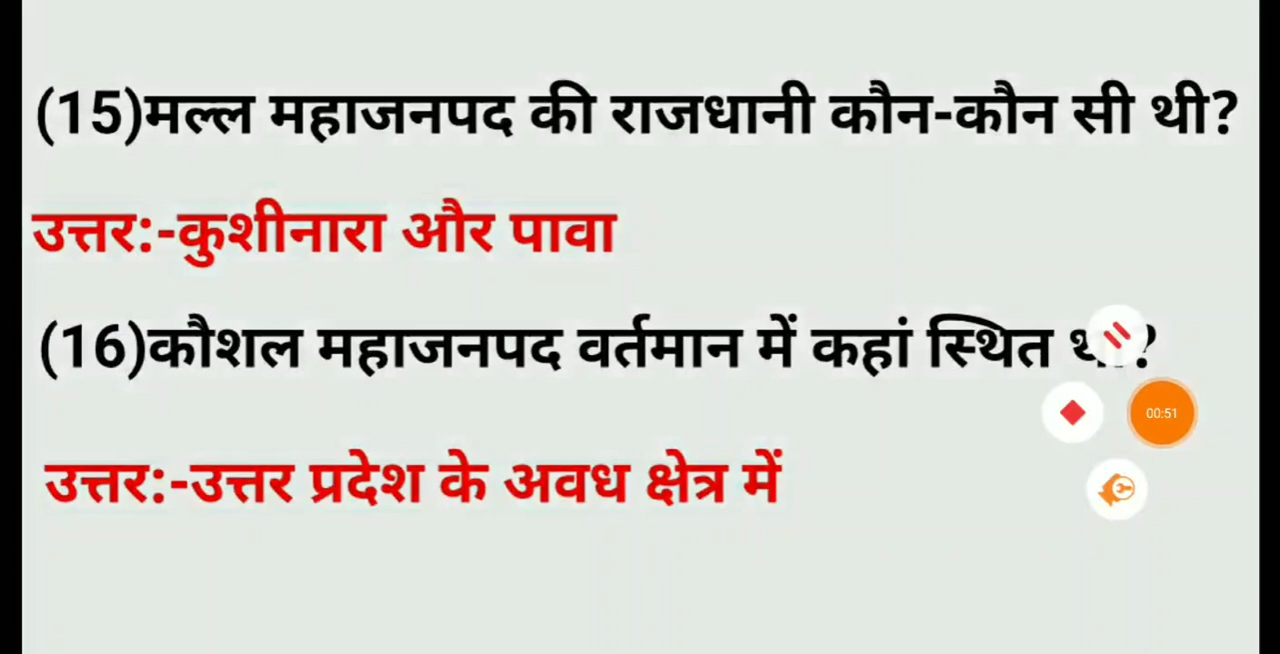 (15)मल्ल महाजनपद की राजधानी कौन-कौन सी थी?
उत्तर:-कुशीनारा और पावा
(16)कौशल महाजनपद वर्तमान में कहां स्थित ?
00:51
उत्तर:-उत्तर प्रदेश के अवध क्षेत्र में